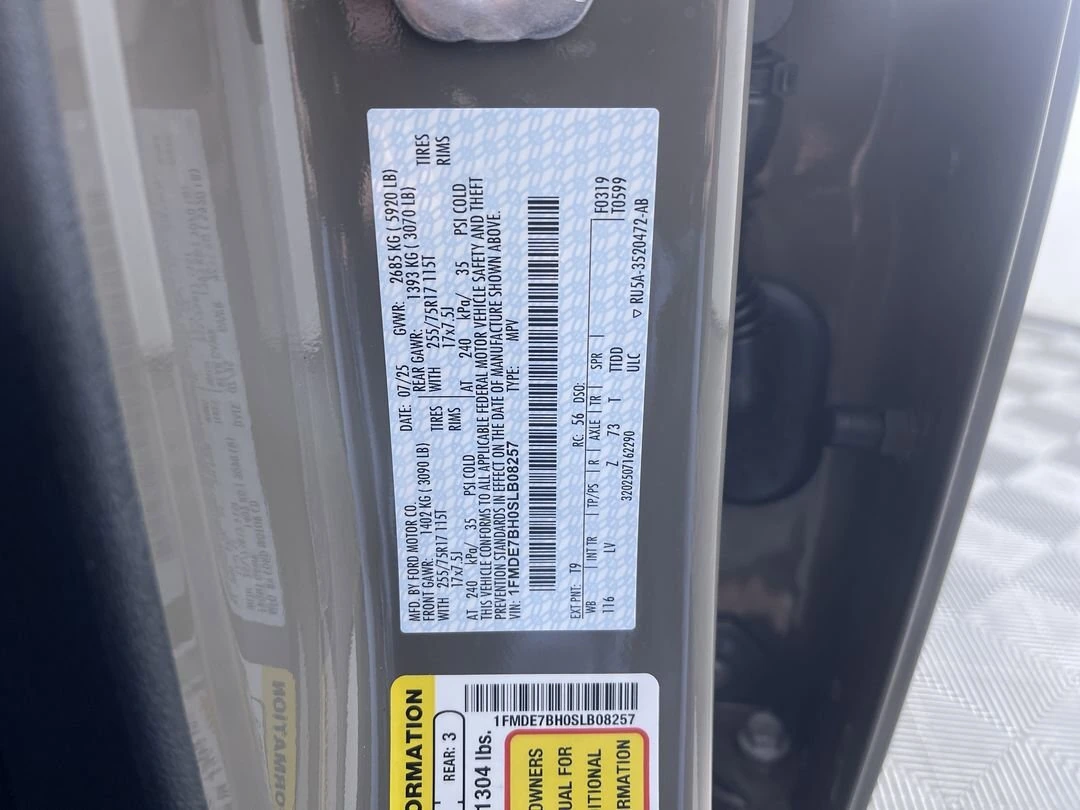 MFD. BY FORD MOTOR CO.
DATE: 07/25 GVWR: 2685 KG ( 5920 LB)
FRONT GAWR: 1402 KG ( 3090 LB) REAR GAWR: 1393 KG ( 3070 LB)
WITH 255/75R17 115T TIRES WITH 255/75R17 115T TIRES
17x7.5J RIMS 17x7.5J RIMS
AT 240 kPa/ 35 PSI COLD AT 240 kPa/ 35 PSI COLD
THIS VEHICLE CONFORMS TO ALL APPLICABLE FEDERAL MOTOR VEHICLE SAFETY AND THEFT
PREVENTION STANDARDS IN EFFECT ON THE DATE OF MANUFACTURE SHOWN ABOVE.
VIN: 1FMDE7BH0SLB08257 TYPE: MPV
EXT PNT: T9 RC: 56 DSO: F0319
WB INT TR TP/PS R AXLE TR SPR T0599
116 LV Z 73 T TTDD
ULC
3202507162290
▽ RU5A-3520472-AB
ORMATION
REAR: 3
1304 lbs.
1FMDE7BH0SLB08257
OWNERS
UAL FOR
ITIONAL
RMATION